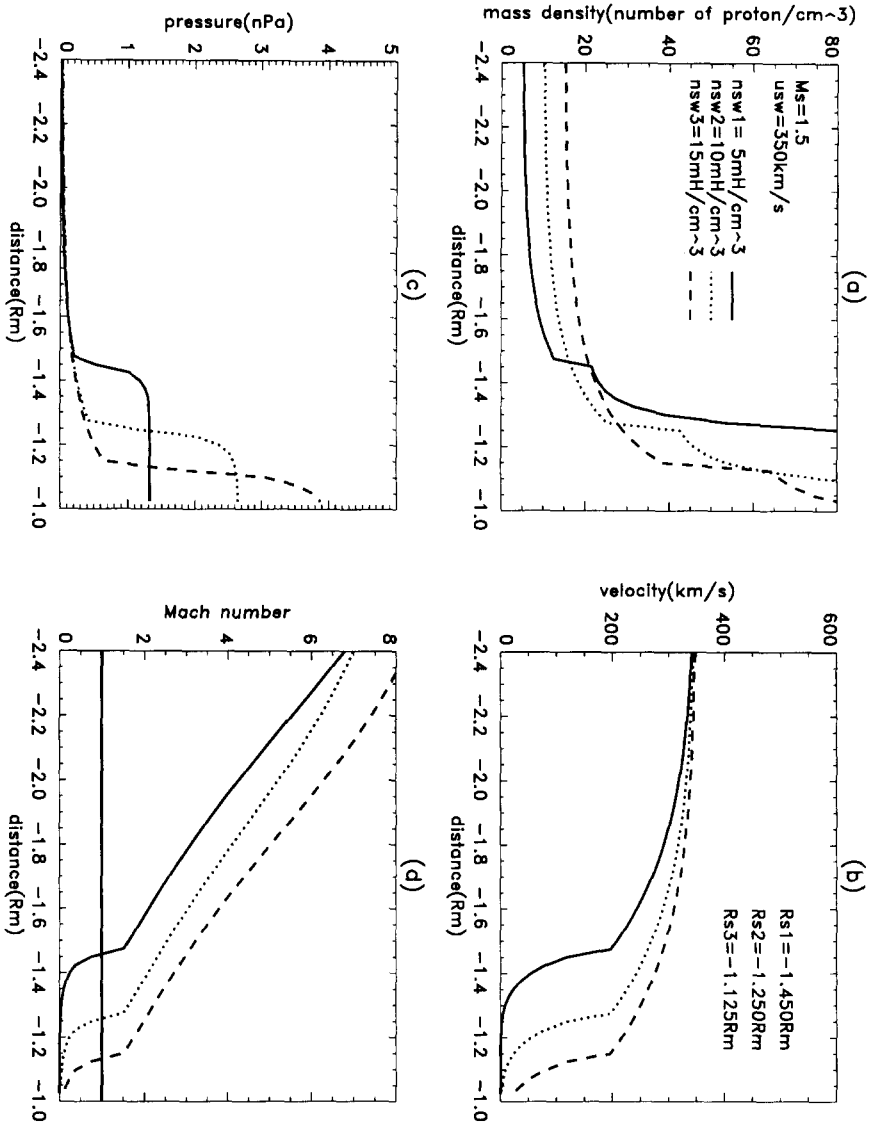 (a)
mass density(number of proton/cm^3)
80
60
40
20
0
Ms=1.5
usw=350km/s
nsw1= 5mH/cm^3
nsw2=10mH/cm^3
nsw3=15mH/cm^3
-2.4 -2.2 -2.0 -1.8 -1.6 -1.4 -1.2 -1.0
distance(Rm)
(b)
velocity(km/s)
600
400
200
0
Rs1=-1.450Rm
Rs2=-1.250Rm
Rs3=-1.125Rm
-2.4 -2.2 -2.0 -1.8 -1.6 -1.4 -1.2 -1.0
distance(Rm)
(c)
pressure(nPa)
5
4
3
2
1
0
-2.4 -2.2 -2.0 -1.8 -1.6 -1.4 -1.2 -1.0
distance(Rm)
(d)
Mach number
8
6
4
2
0
-2.4 -2.2 -2.0 -1.8 -1.6 -1.4 -1.2 -1.0
distance(Rm)